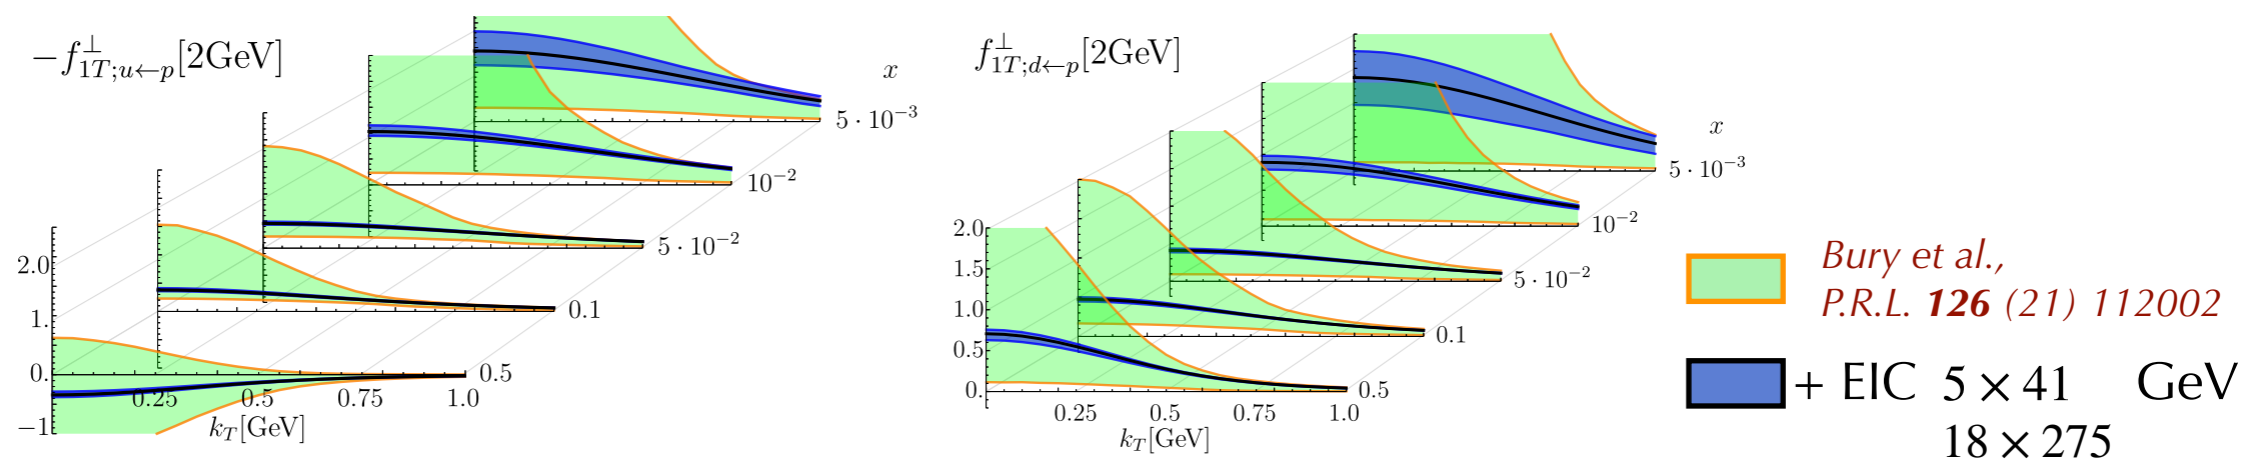 −f⊥1T;u←p[2GeV]
x
5 · 10−3
10−2
5 · 10−2
0.1
0.5
2.0
1.
0.
−1
0.25 0.5 0.75 1.0
kT[GeV]
f⊥1T;d←p[2GeV]
x
5 · 10−3
10−2
5 · 10−2
0.1
0.5
2.0
1.5
1.0
0.5
0.
0.25 0.5 0.75 1.0
kT[GeV]
Bury et al.,
P.R.L. 126 (21) 112002
+ EIC 5 × 41 GeV
18 × 275